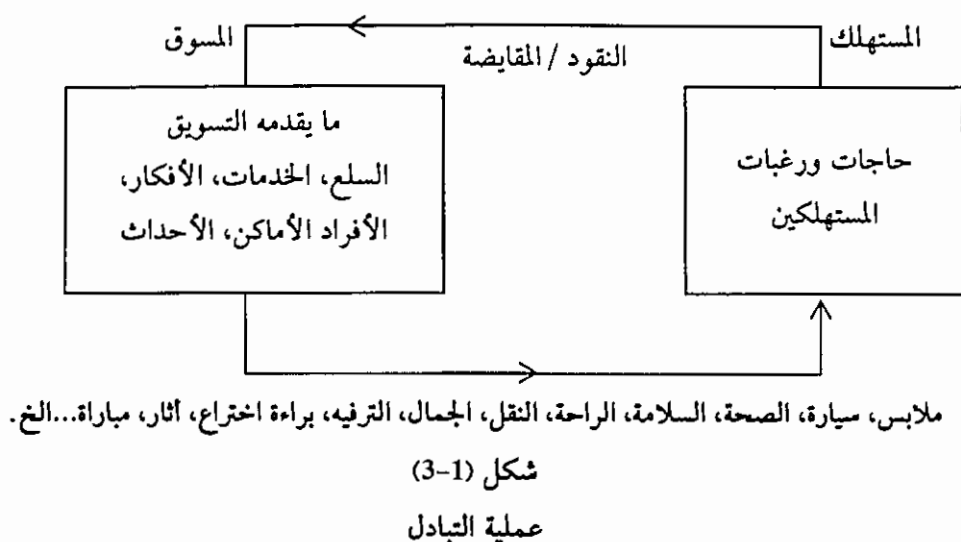 المستهلك
المسوق
النقود / المقايضة
حاجات ورغبات
المستهلكين
ما يقدمه التسويق
السلع، الخدمات، الأفكار،
الأفراد الأماكن، الأحداث
ملابس، سيارة، الصحة، السلامة، الراحة، النقل، الجمال، الترفيه، براءة اختراع، أثار، مباراة...الخ.
شكل (1-3)
عملية التبادل